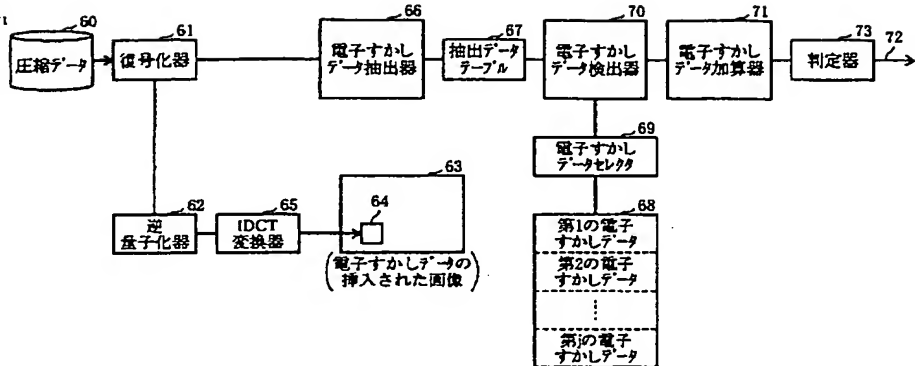 71
60
圧縮データ
61
復号化器
66
電子すかし
データ抽出器
67
抽出データ
テーブル
70
電子すかし
データ検出器
71
電子すかし
データ加算器
73
判定器
72
69
電子すかし
データセレクタ
62
逆
量子化器
65
IDCT
変換器
63
64
(電子すかしデータの
挿入された画像)
68
第1の電子
すかしデータ
第2の電子
すかしデータ
⋮
第jの電子
すかしデータ